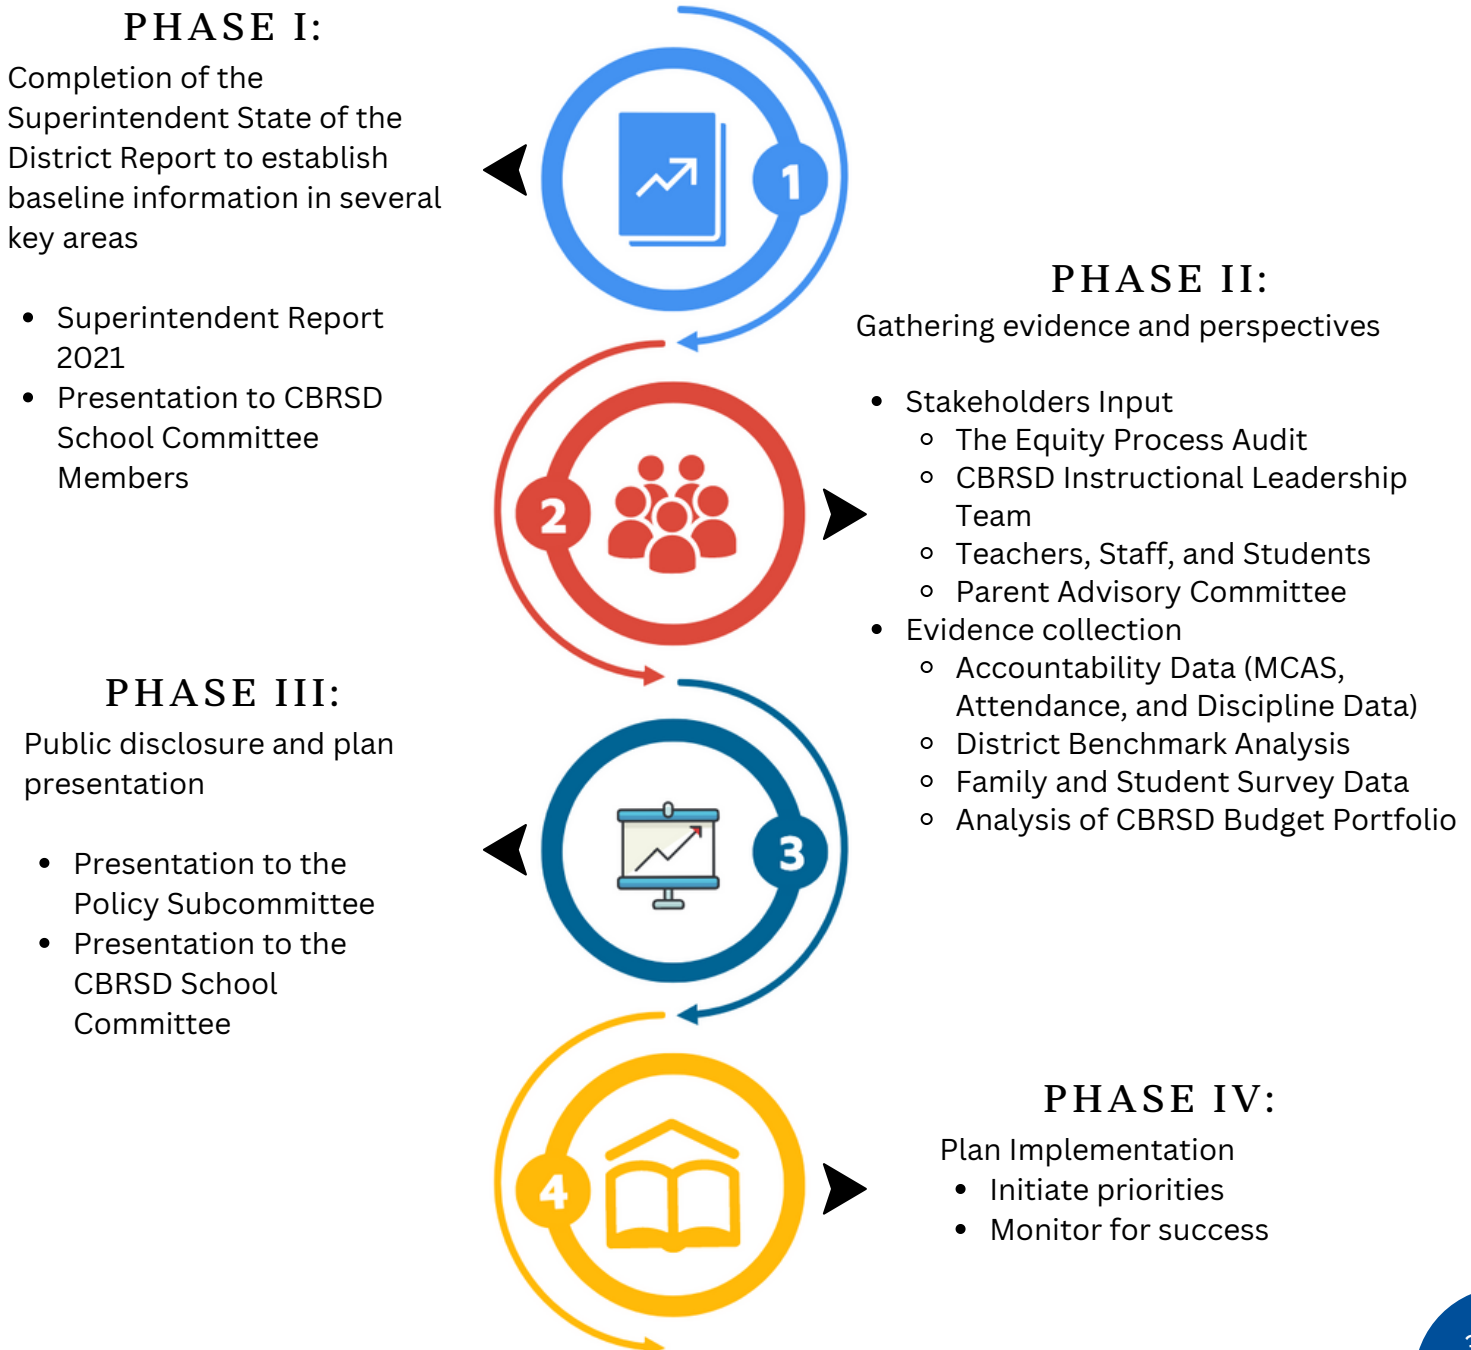 PHASE I:
Completion of the
Superintendent State of the
District Report to establish
baseline information in several
key areas
• Superintendent Report
2021
• Presentation to CBRSD
School Committee
Members
1
PHASE II:
Gathering evidence and perspectives
• Stakeholders Input
◦ The Equity Process Audit
◦ CBRSD Instructional Leadership
Team
◦ Teachers, Staff, and Students
◦ Parent Advisory Committee
• Evidence collection
◦ Accountability Data (MCAS,
Attendance, and Discipline Data)
◦ District Benchmark Analysis
◦ Family and Student Survey Data
◦ Analysis of CBRSD Budget Portfolio
2
PHASE III:
Public disclosure and plan
presentation
• Presentation to the
Policy Subcommittee
• Presentation to the
CBRSD School
Committee
3
PHASE IV:
Plan Implementation
• Initiate priorities
• Monitor for success
4